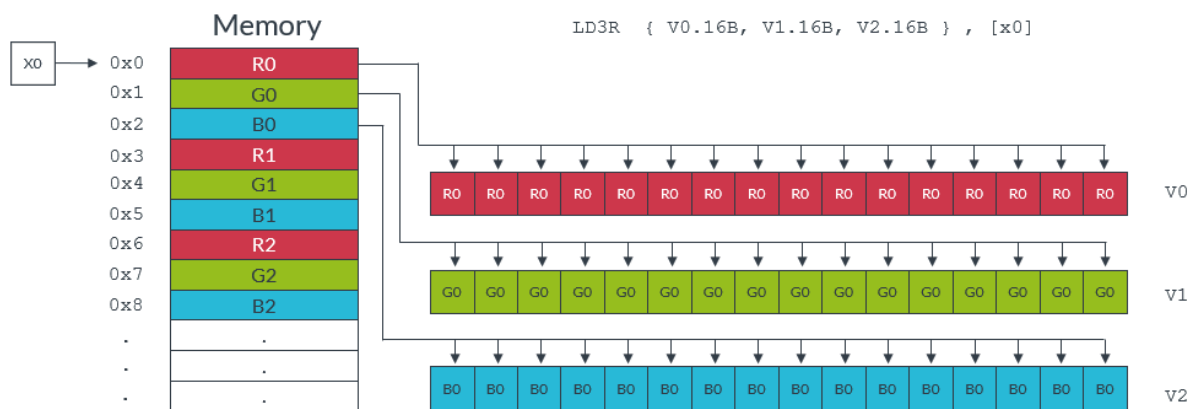 Memory
LD3R { V0.16B, V1.16B, V2.16B } , [x0]
X0
0x0 R0
0x1 G0
0x2 B0
0x3 R1
0x4 G1
0x5 B1
0x6 R2
0x7 G2
0x8 B2
. .
. .
. .
R0 R0 R0 R0 R0 R0 R0 R0 R0 R0 R0 R0 R0 R0 R0 R0 V0
G0 G0 G0 G0 G0 G0 G0 G0 G0 G0 G0 G0 G0 G0 G0 G0 V1
B0 B0 B0 B0 B0 B0 B0 B0 B0 B0 B0 B0 B0 B0 B0 B0 V2